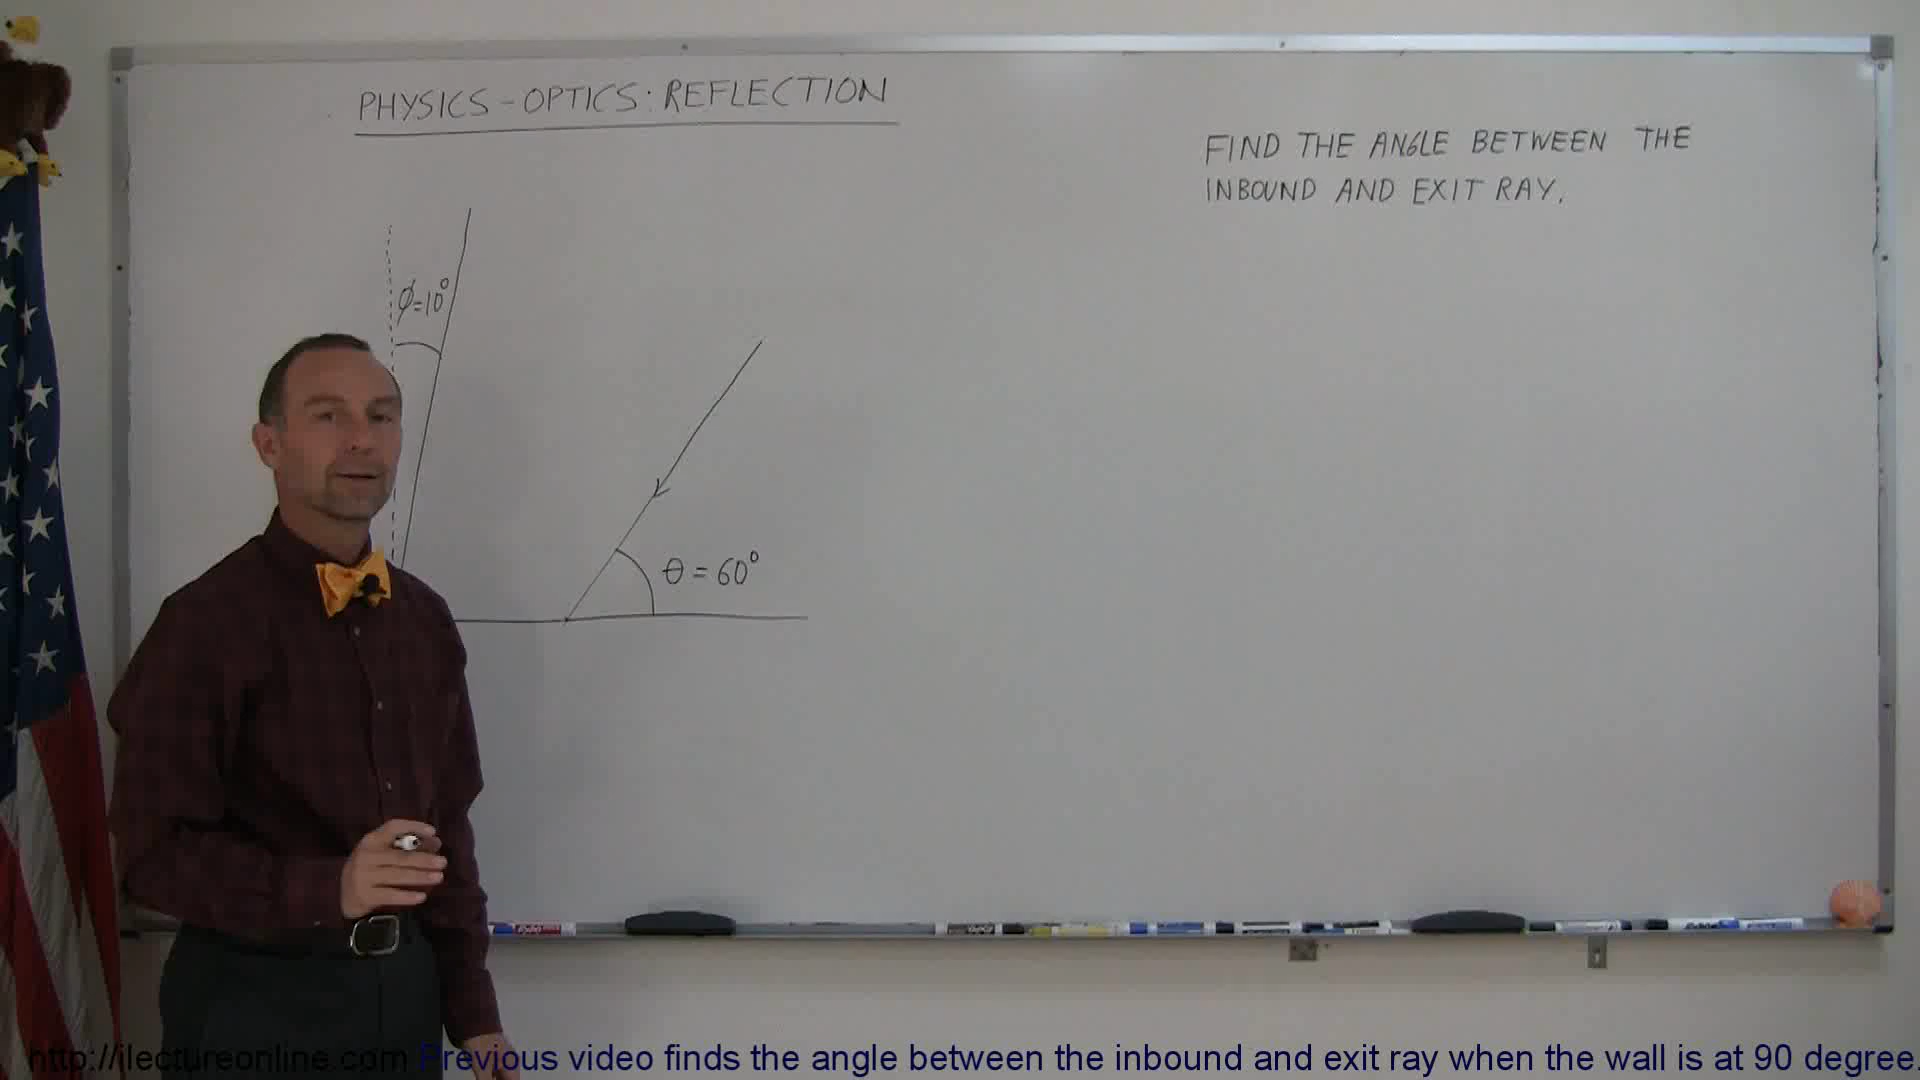 PHYSICS - OPTICS: REFLECTION
FIND THE ANGLE BETWEEN THE
INBOUND AND EXIT RAY.
ϕ=10°
θ = 60°
http://ilectureonline.com Previous video finds the angle between the inbound and exit ray when the wall is at 90 degree.